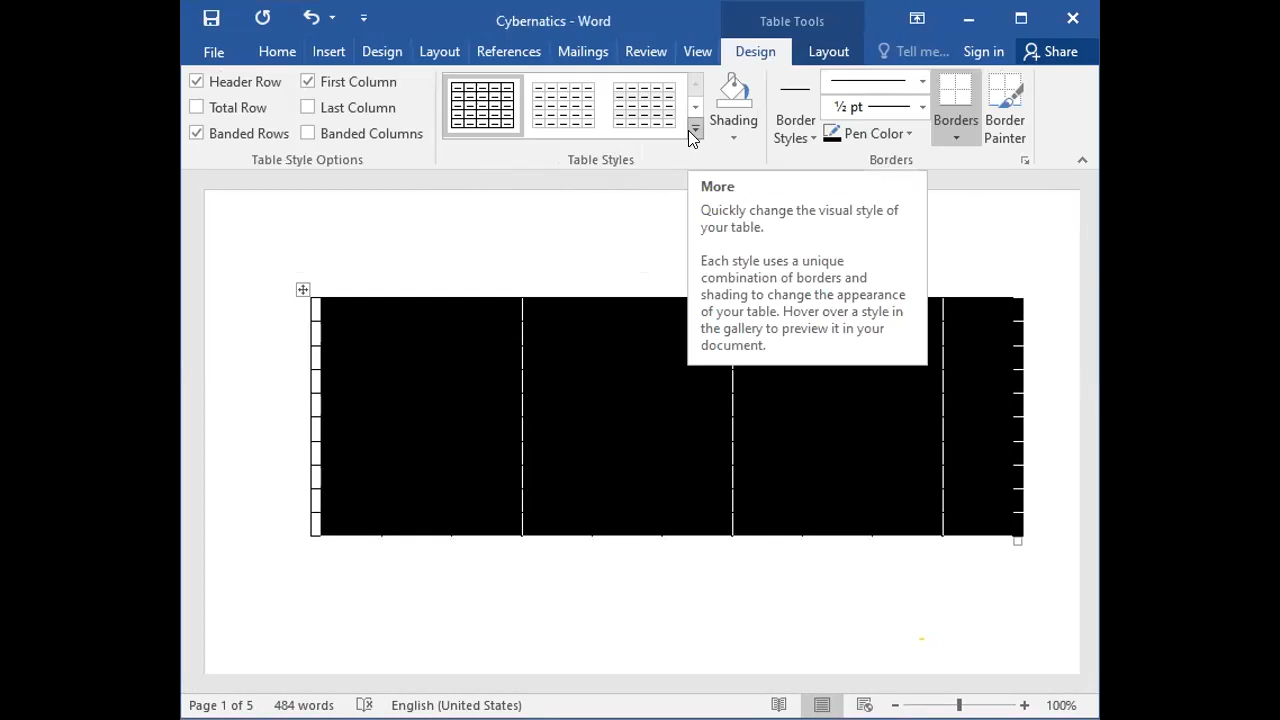 Cybernatics - Word
Table Tools
File
Home
Insert
Design
Layout
References
Mailings
Review
View
Design
Layout
Tell me...
Sign in
Share
Header Row
First Column
Total Row
Last Column
Banded Rows
Banded Columns
Table Style Options
Table Styles
Shading
Border
Styles
½ pt
Pen Color
Borders
Border
Painter
Borders
More
Quickly change the visual style of
your table.
Each style uses a unique
combination of borders and
shading to change the appearance
of your table. Hover over a style in
the gallery to preview it in your
document.
Page 1 of 5
484 words
English (United States)
100%